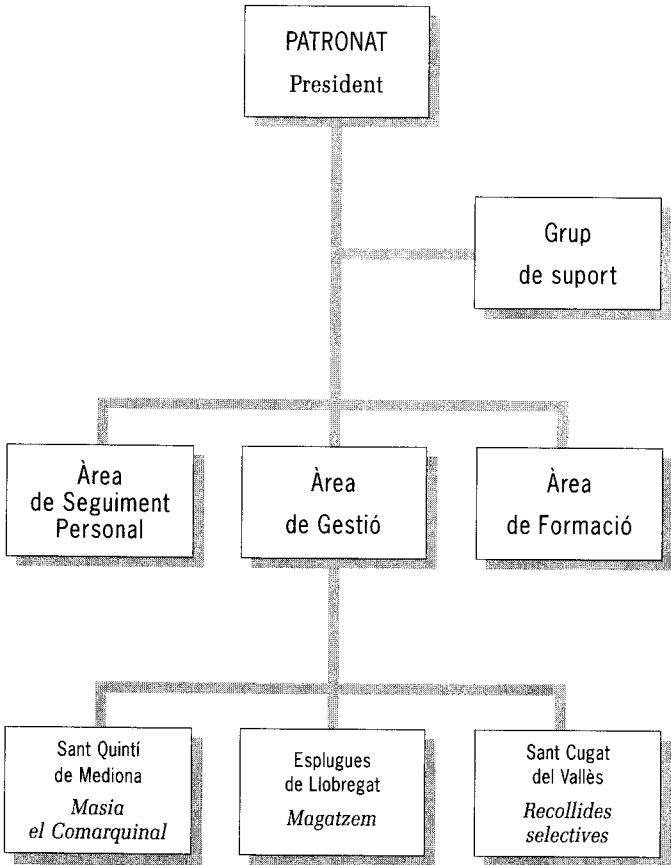 PATRONAT
President
Grup
de suport
Àrea
de Seguiment
Personal
Àrea
de Gestió
Àrea
de Formació
Sant Quintí
de Mediona
Masia
el Comarquinal
Esplugues
de Llobregat
Magatzem
Sant Cugat
del Vallès
Recollides
selectives